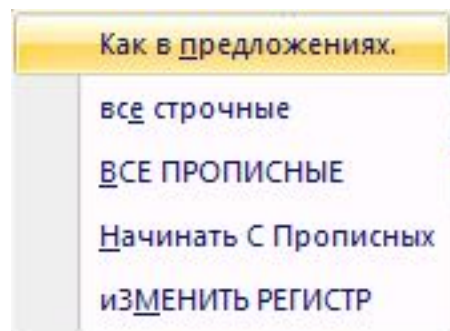 Как в предложениях.
все строчные
ВСЕ ПРОПИСНЫЕ
Начинать С Прописных
иЗМЕНИТЬ РЕГИСТР